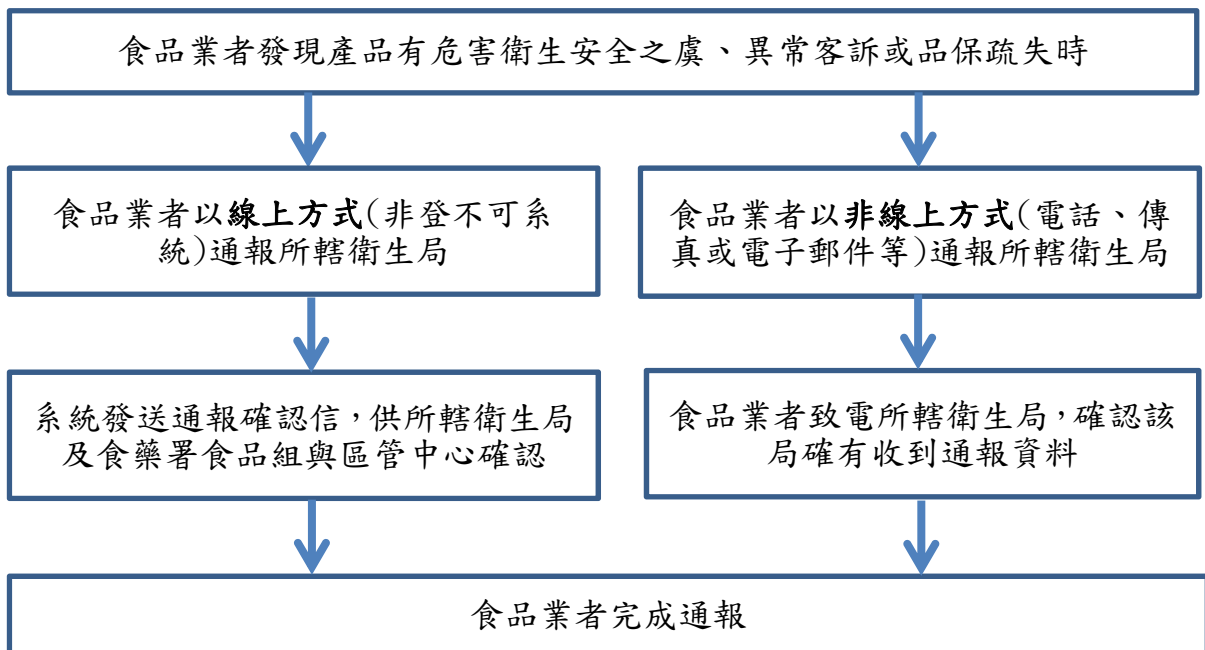 食品業者發現產品有危害衛生安全之虞、異常客訴或品保疏失時
食品業者以線上方式(非登不可系
統)通報所轄衛生局
食品業者以非線上方式(電話、傳
真或電子郵件等)通報所轄衛生局
系統發送通報確認信，供所轄衛生局
及食藥署食品組與區管中心確認
食品業者致電所轄衛生局，確認該
局確有收到通報資料
食品業者完成通報